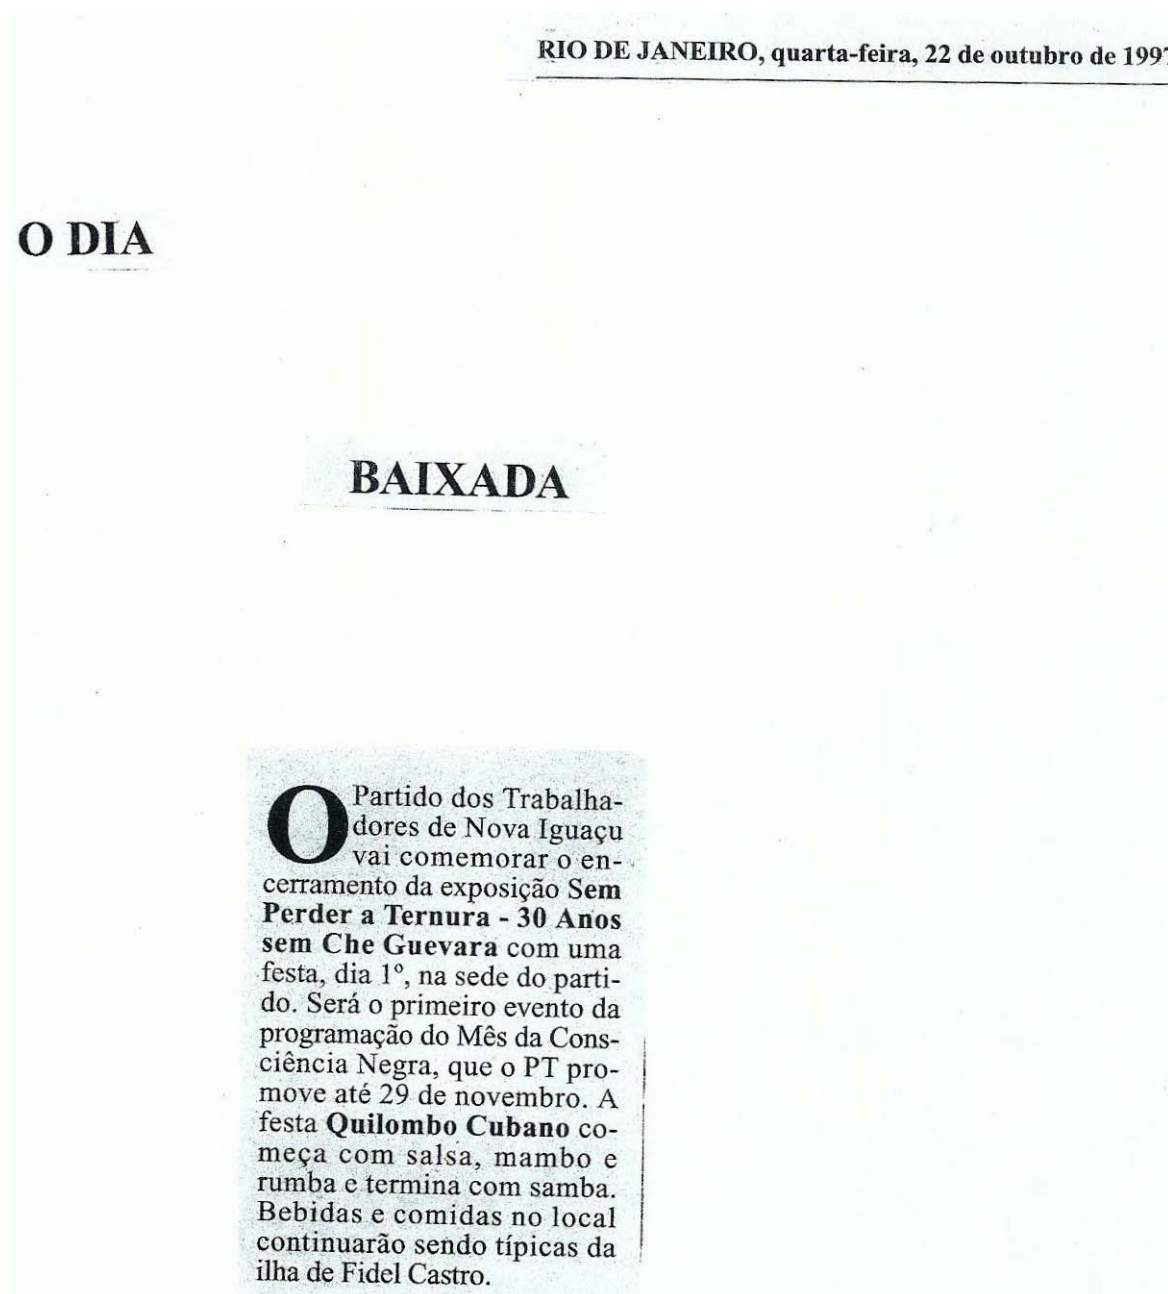 RIO DE JANEIRO, quarta-feira, 22 de outubro de 1997
O DIA
BAIXADA
O Partido dos Trabalha-
dores de Nova Iguaçu
vai comemorar o en-
cerramento da exposição Sem
Perder a Ternura - 30 Anos
sem Che Guevara com uma
festa, dia 1º, na sede do parti-
do. Será o primeiro evento da
programação do Mês da Cons-
ciência Negra, que o PT pro-
move até 29 de novembro. A
festa Quilombo Cubano co-
meça com salsa, mambo e
rumba e termina com samba.
Bebidas e comidas no local
continuarão sendo típicas da
ilha de Fidel Castro.